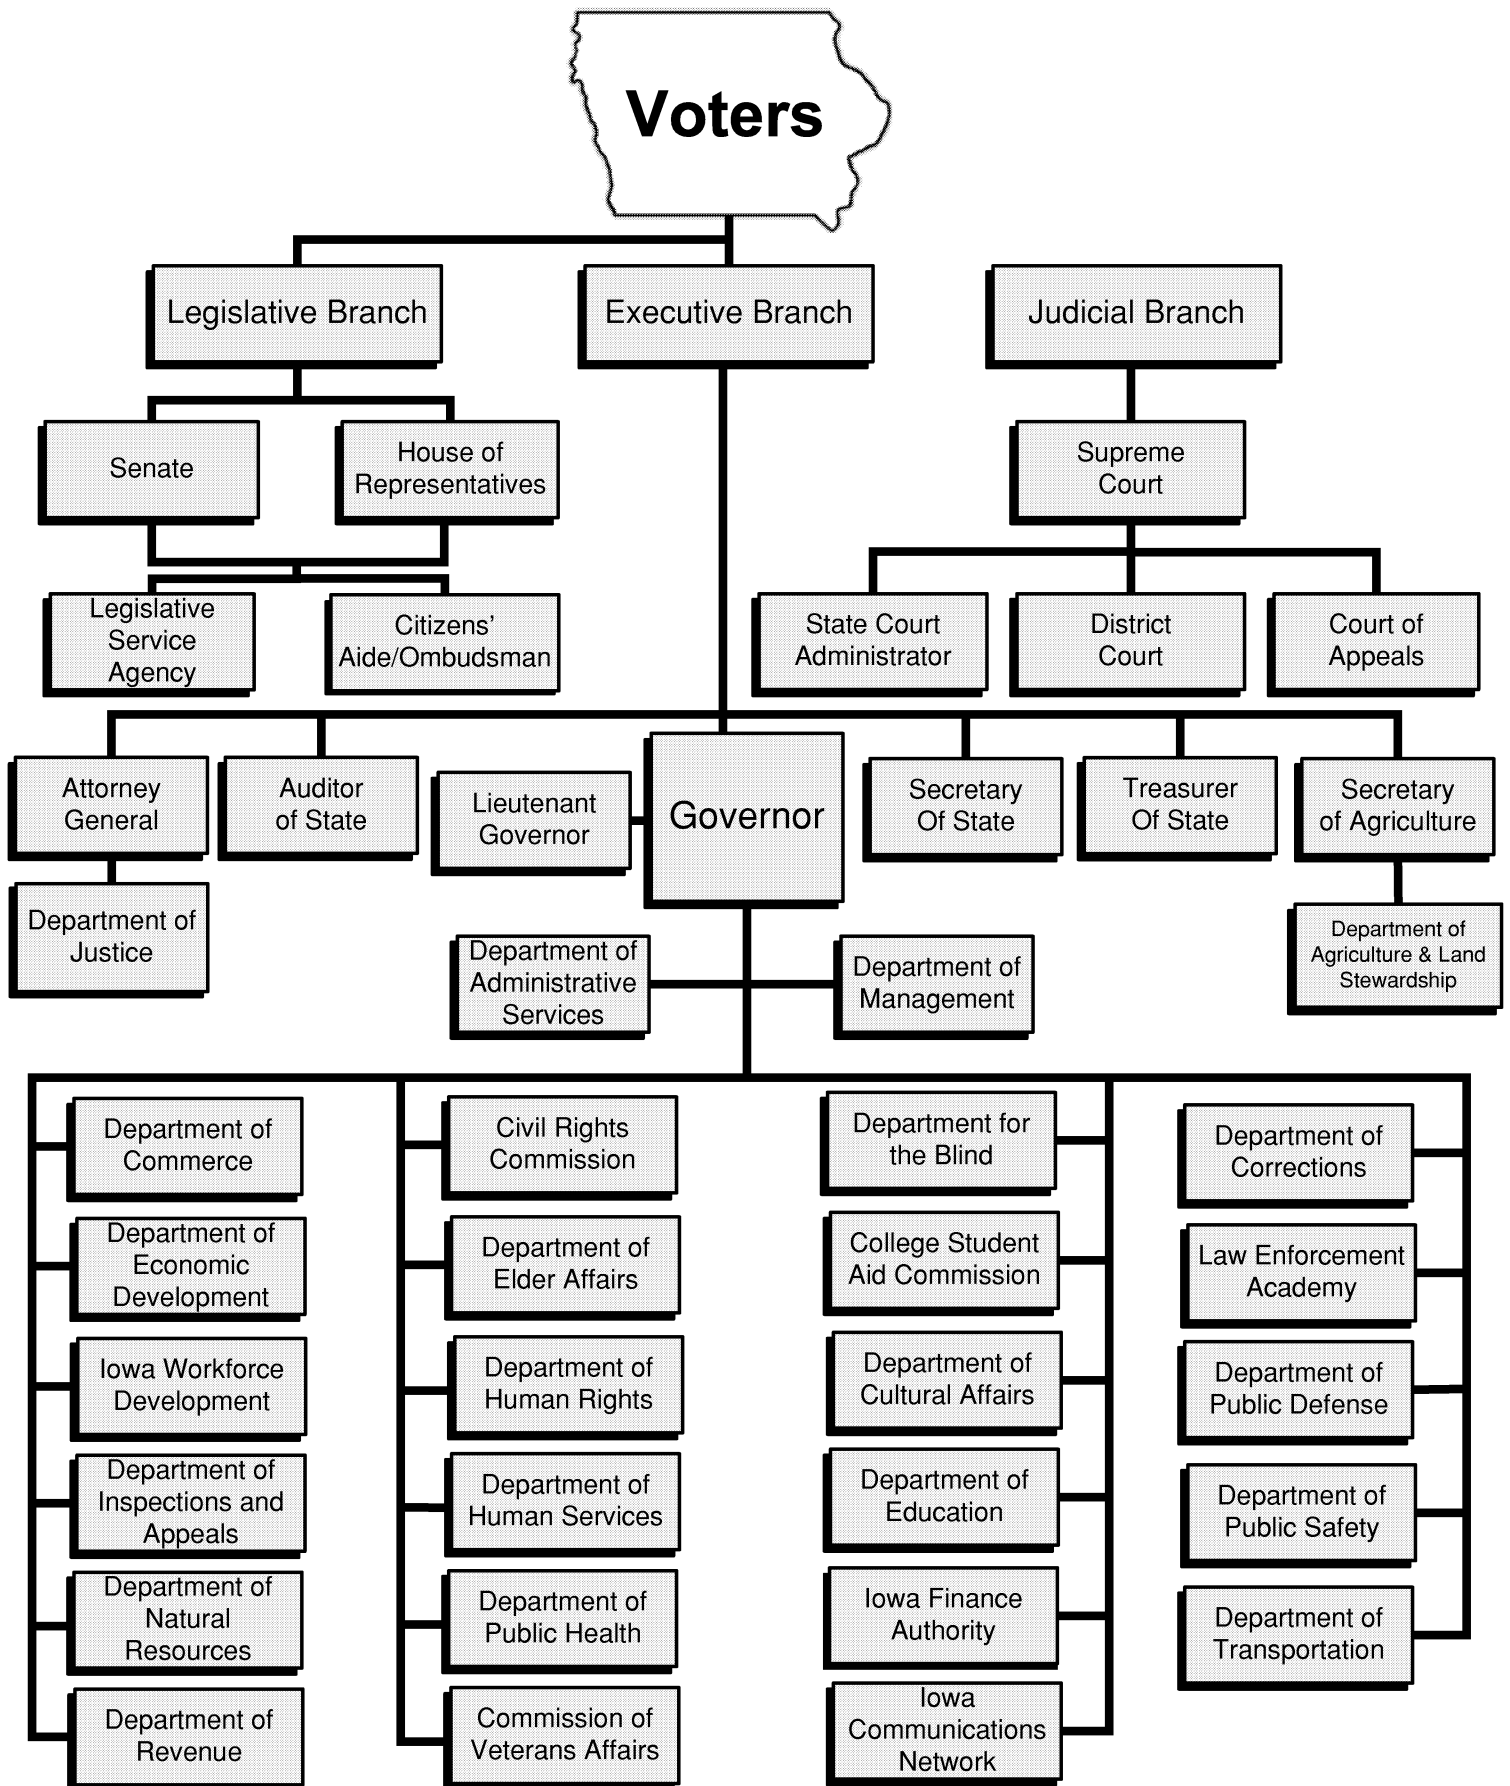 Voters
Legislative Branch
Executive Branch
Judicial Branch
Senate
House of
Representatives
Supreme
Court
Legislative
Service
Agency
Citizens’
Aide/Ombudsman
State Court
Administrator
District
Court
Court of
Appeals
Attorney
General
Auditor
of State
Lieutenant
Governor
Governor
Secretary
Of State
Treasurer
Of State
Secretary
of Agriculture
Department of
Justice
Department of
Administrative
Services
Department of
Management
Department of
Agriculture & Land
Stewardship
Department of
Commerce
Department of
Economic
Development
Iowa Workforce
Development
Department of
Inspections and
Appeals
Department of
Natural
Resources
Department of
Revenue
Civil Rights
Commission
Department of
Elder Affairs
Department of
Human Rights
Department of
Human Services
Department of
Public Health
Commission of
Veterans Affairs
Department for
the Blind
College Student
Aid Commission
Department of
Cultural Affairs
Department of
Education
Iowa Finance
Authority
Iowa
Communications
Network
Department of
Corrections
Law Enforcement
Academy
Department of
Public Defense
Department of
Public Safety
Department of
Transportation